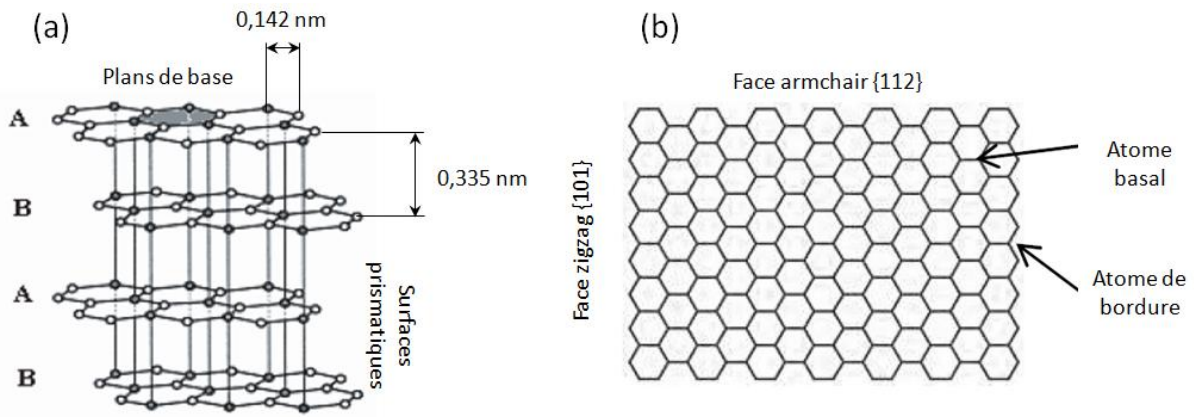 (a)
0,142 nm
Plans de base
A
0,335 nm
B
A
B
Surfaces
prismatiques
(b)
Face armchair {112}
Face zigzag {101}
Atome
basal
Atome de
bordure